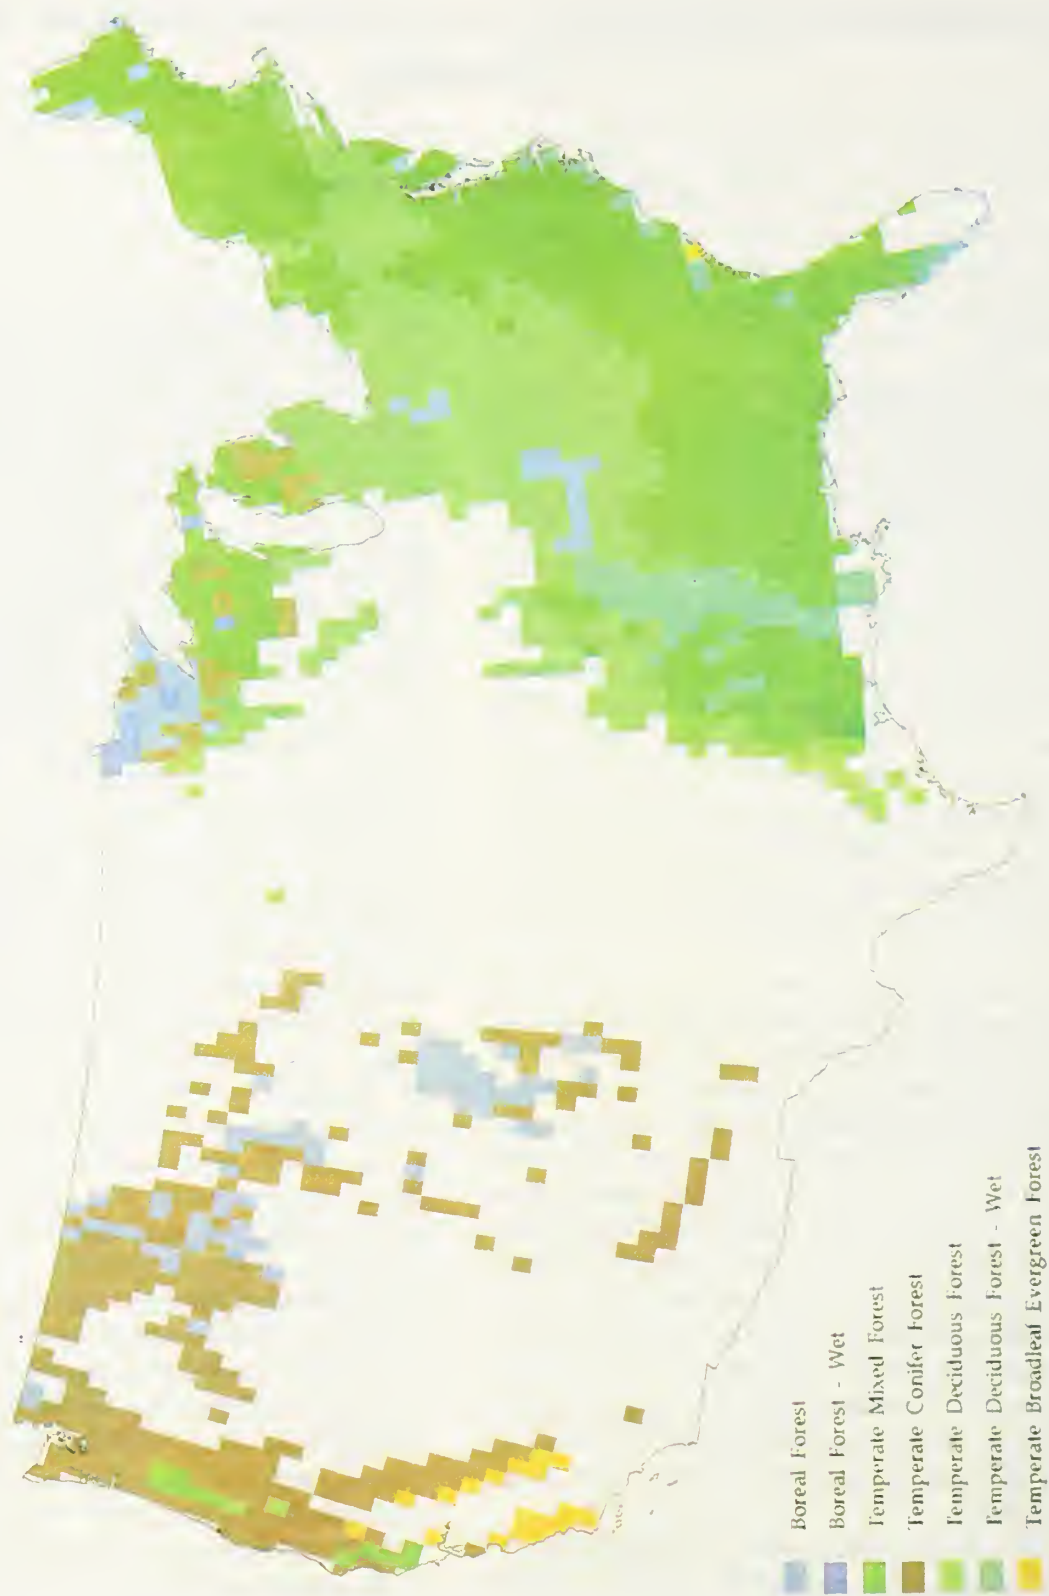 Boreal Forest
Boreal Forest - Wet
Temperate Mixed Forest
Temperate Conifer Forest
Temperate Deciduous Forest
Temperate Deciduous Forest - Wet
Temperate Broadleaf Evergreen Forest